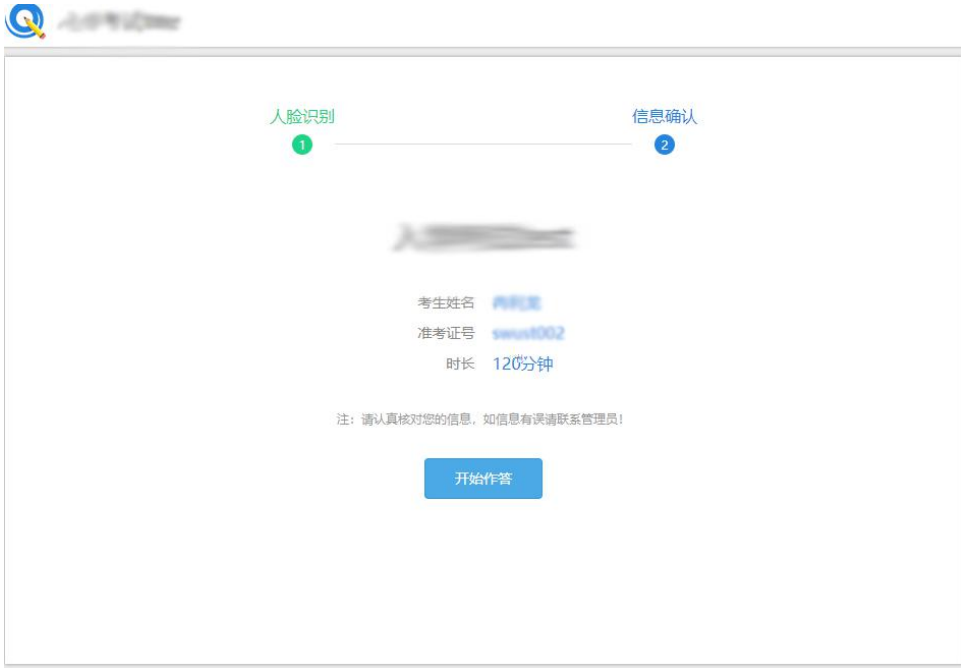 人脸识别 信息确认
1 2
考生姓名
准考证号 swust002
时长 120分钟
注：请认真核对您的信息，如信息有误请联系管理员！
开始作答